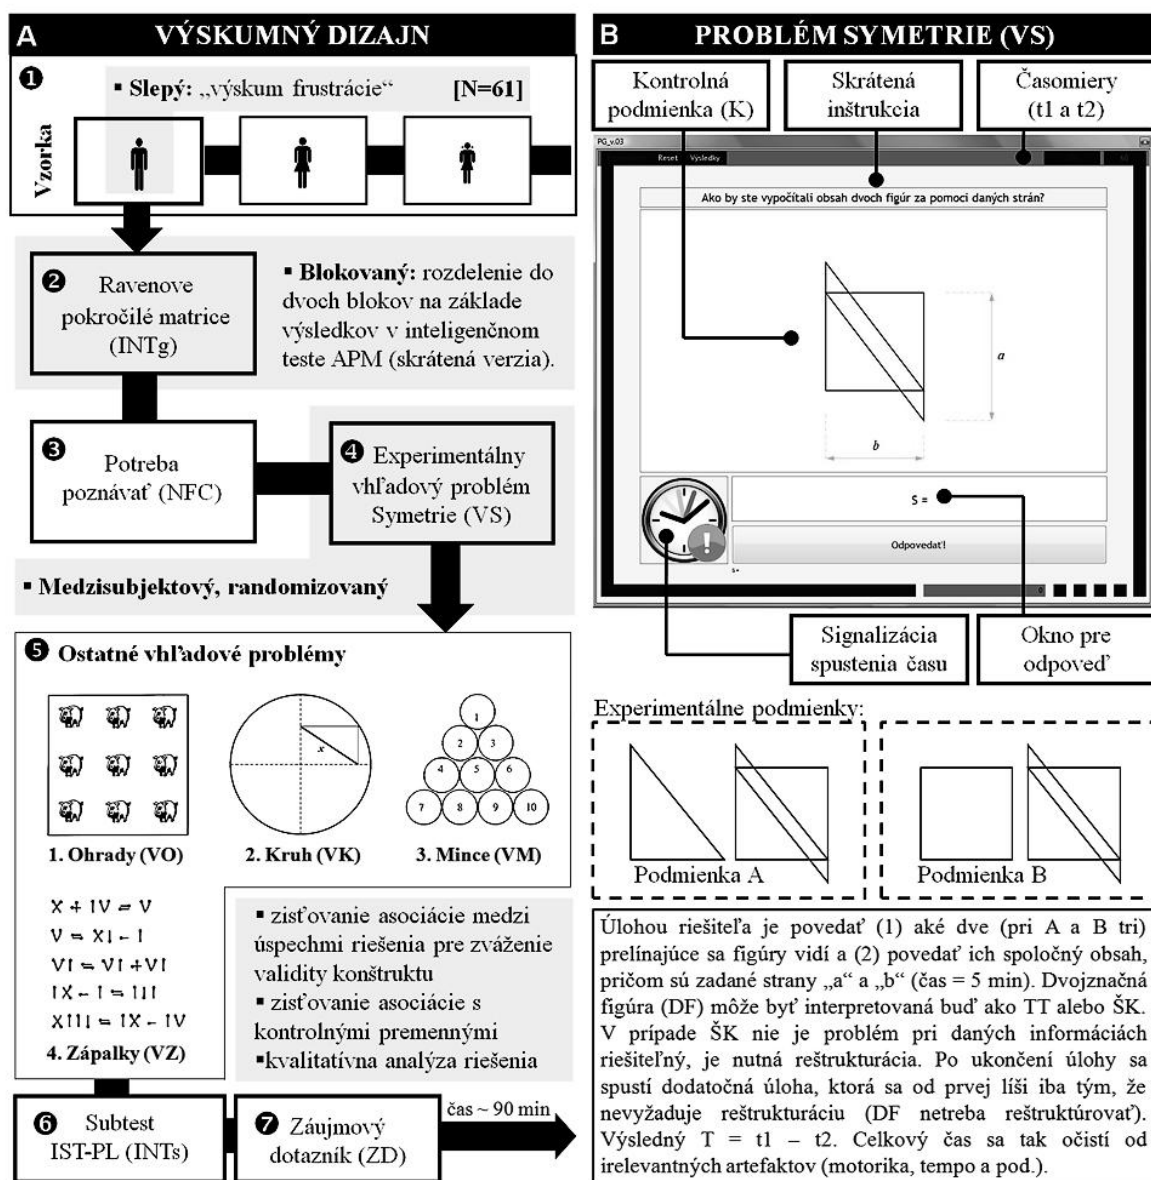 A VÝSKUMNÝ DIZAJN
❶
▪ Slepý: „výskum frustrácie“ [N=61]
Vzorka
❷ Ravenove
pokročilé matrice
(INTg)
▪ Blokovaný: rozdelenie do
dvoch blokov na základe
výsledkov v inteligenčnom
teste APM (skrátená verzia).
❸ Potreba
poznávať (NFC)
❹ Experimentálny
vhľadový problém
Symetrie (VS)
▪ Medzisubjektový, randomizovaný
❺ Ostatné vhľadové problémy
1. Ohrady (VO)
x
2. Kruh (VK)
1
2 3
4 5 6
7 8 9 10
3. Mince (VM)
X + IV = V
V = XI - I
VI = VI + VI
IX - I = III
XIII = IX - IV
4. Zápalky (VZ)
▪ zisťovanie asociácie medzi
úspechmi riešenia pre zváženie
validity konštruktu
▪ zisťovanie asociácie s
kontrolnými premennými
▪kvalitatívna analýza riešenia
❻ Subtest
IST-PL (INTs)
❼ Záujmový
dotazník (ZD)
čas ~ 90 min
B PROBLÉM SYMETRIE (VS)
Kontrolná
podmienka (K)
Skrátená
inštrukcia
Časomiery
(t1 a t2)
PG_v.03
Reset Výsledky
Ako by ste vypočítali obsah dvoch figúr za pomoci daných strán?
a
b
S =
Odpovedať!
0
Signalizácia
spustenia času
Okno pre
odpoveď
Experimentálne podmienky:
Podmienka A
Podmienka B
Úlohou riešiteľa je povedať (1) aké dve (pri A a B tri)
prelínajúce sa figúry vidí a (2) povedať ich spoločný obsah,
pričom sú zadané strany „a“ a „b“ (čas = 5 min). Dvojznačná
figúra (DF) môže byť interpretovaná buď ako TT alebo ŠK.
V prípade ŠK nie je problém pri daných informáciách
riešiteľný, je nutná reštrukturácia. Po ukončení úlohy sa
spustí dodatočná úloha, ktorá sa od prvej líši iba tým, že
nevyžaduje reštrukturáciu (DF netreba reštruktúrovať).
Výsledný T = t1 – t2. Celkový čas sa tak očistí od
irelevantných artefaktov (motorika, tempo a pod.).